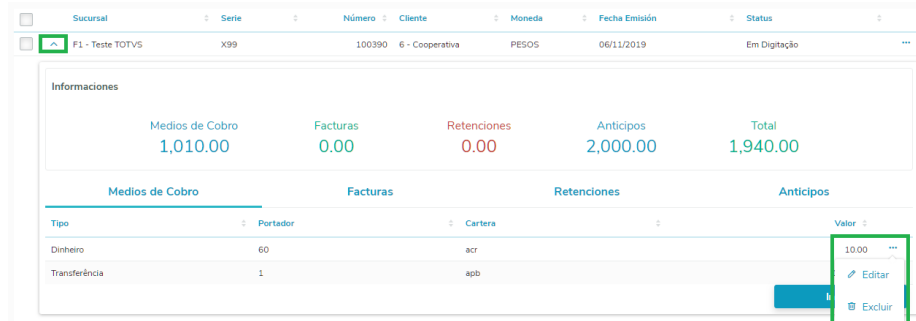 Sucursal Serie Número Cliente Moneda Fecha Emisión Status
F1 - Teste TOTVS X99 100390 6 - Cooperativa PESOS 06/11/2019 Em Digitação
Informaciones
Medios de Cobro Facturas Retenciones Anticipos Total
1,010.00 0.00 0.00 2,000.00 1,940.00
Medios de Cobro Facturas Retenciones Anticipos
Tipo Portador Cartera Valor
Dinheiro 60 acr 10.00
Transferência 1 apb
Editar
Excluir